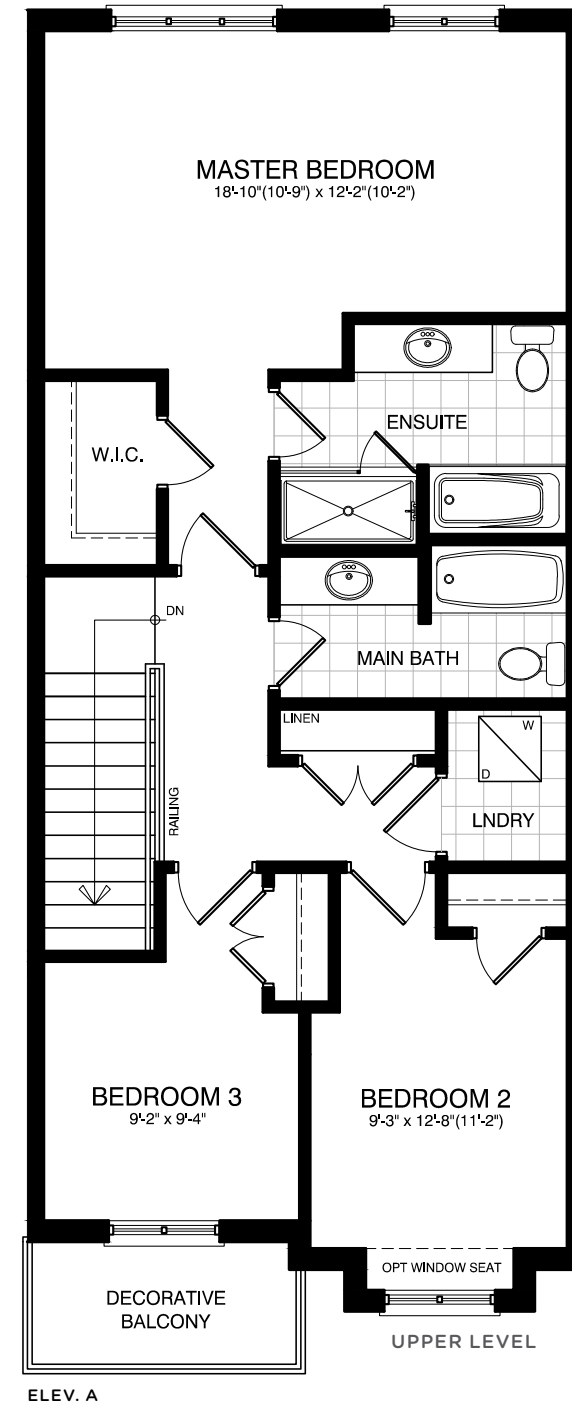 MASTER BEDROOM
18'-10"(10'-9") x 12'-2"(10'-2")
ENSUITE
W.I.C.
DN
MAIN BATH
LINEN
W
D
RAILING
LNDRY
BEDROOM 3
9'-2" x 9'-4"
BEDROOM 2
9'-3" x 12'-8"(11'-2")
OPT WINDOW SEAT
DECORATIVE
BALCONY
UPPER LEVEL
ELEV. A